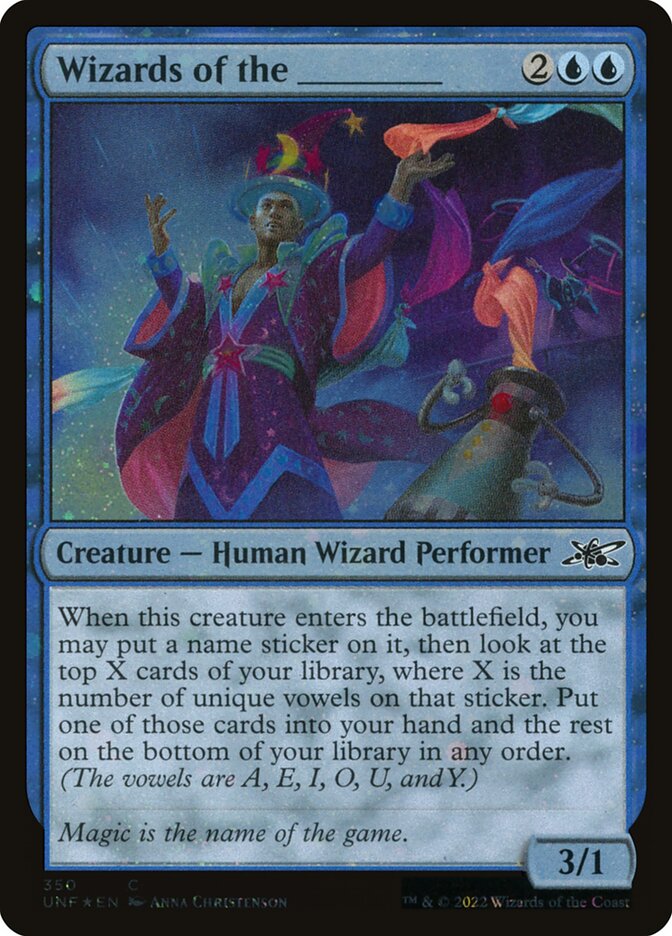 Wizards of the ________ 2
Creature — Human Wizard Performer
When this creature enters the battlefield, you
may put a name sticker on it, then look at the
top X cards of your library, where X is the
number of unique vowels on that sticker. Put
one of those cards into your hand and the rest
on the bottom of your library in any order.
(The vowels are A, E, I, O, U, and Y.)
Magic is the name of the game.
3/1
350 C
UNF★EN Anna Christenson ™ & © 2022 Wizards of the Coast